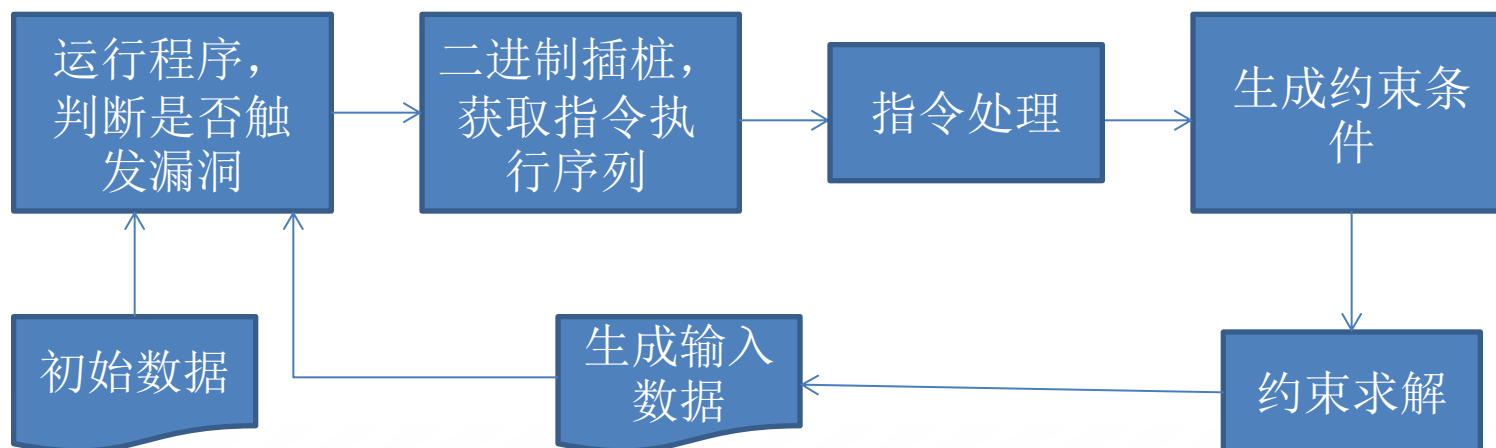 运行程序，
判断是否触
发漏洞
二进制插桩，
获取指令执
行序列
指令处理
生成约束条
件
初始数据
生成输入
数据
约束求解